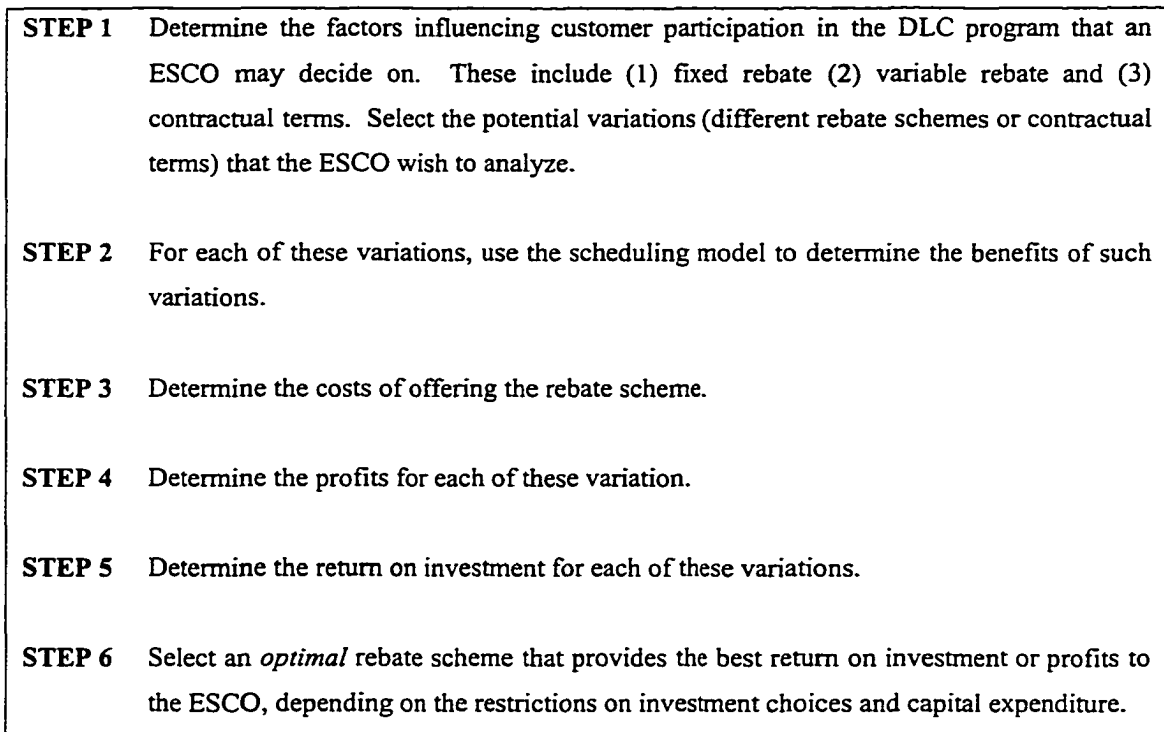 STEP 1 Determine the factors influencing customer participation in the DLC program that an
ESCO may decide on. These include (1) fixed rebate (2) variable rebate and (3)
contractual terms. Select the potential variations (different rebate schemes or contractual
terms) that the ESCO wish to analyze.
STEP 2 For each of these variations, use the scheduling model to determine the benefits of such
variations.
STEP 3 Determine the costs of offering the rebate scheme.
STEP 4 Determine the profits for each of these variation.
STEP 5 Determine the return on investment for each of these variations.
STEP 6 Select an optimal rebate scheme that provides the best return on investment or profits to
the ESCO, depending on the restrictions on investment choices and capital expenditure.